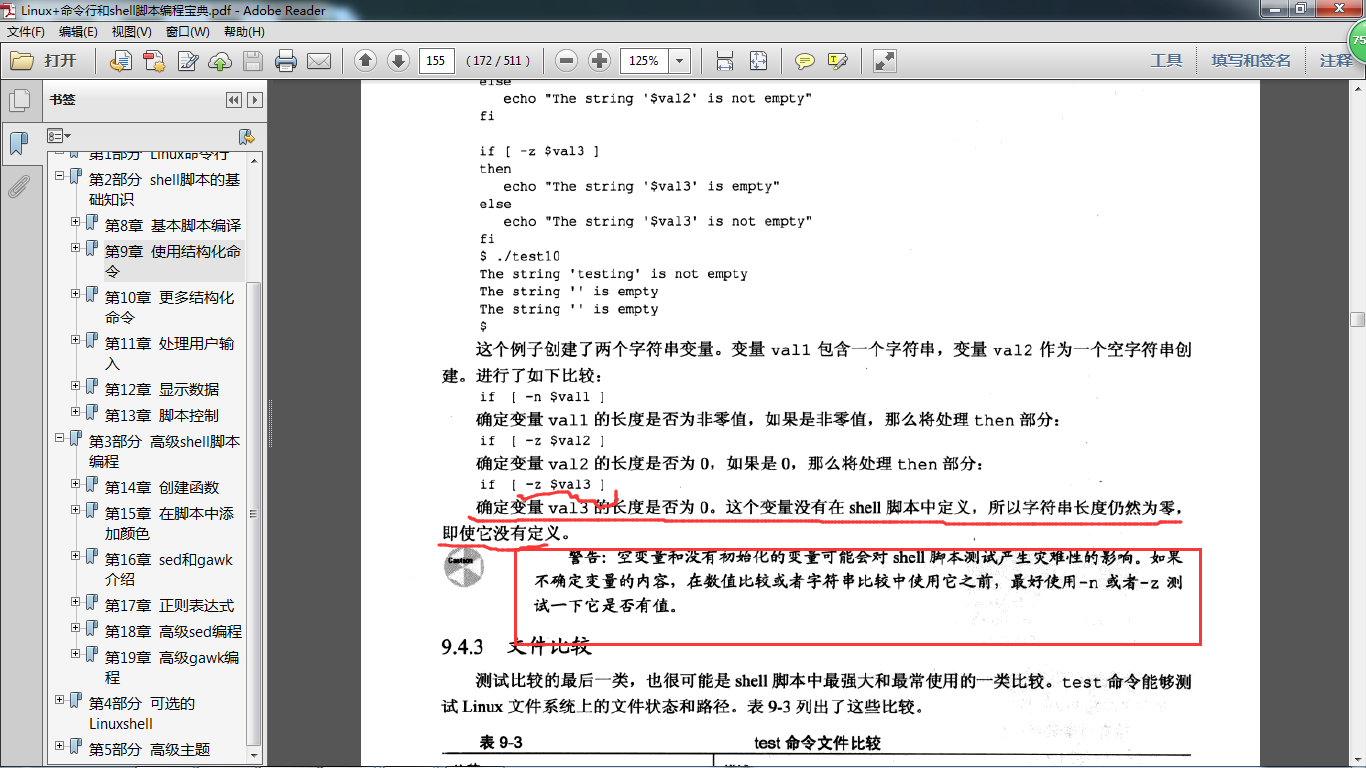 Linux+命令行和shell脚本编程宝典.pdf - Adobe Reader
文件(F) 编辑(E) 视图(V) 窗口(W) 帮助(H)
打开 155 (172 / 511) 125% 工具 填写和签名 注释
75
书签
第1部分 Linux命令行
第2部分 shell脚本的基
础知识
第8章 基本脚本编译
第9章 使用结构化命
令
第10章 更多结构化
命令
第11章 处理用户输
入
第12章 显示数据
第13章 脚本控制
第3部分 高级shell脚本
编程
第14章 创建函数
第15章 在脚本中添
加颜色
第16章 sed和gawk
介绍
第17章 正则表达式
第18章 高级sed编程
第19章 高级gawk编
程
第4部分 可选的
Linuxshell
第5部分 高级主题
else
echo "The string '$val2' is not empty"
fi
if [ -z $val3 ]
then
echo "The string '$val3' is empty"
else
echo "The string '$val3' is not empty"
fi
$ ./test10
The string 'testing' is not empty
The string '' is empty
The string '' is empty
$
这个例子创建了两个字符串变量。变量 val1 包含一个字符串，变量 val2 作为一个空字符串创
建。进行了如下比较：
if [ -n $val1 ]
确定变量 val1 的长度是否为非零值，如果是非零值，那么将处理 then 部分：
if [ -z $val2 ]
确定变量 val2 的长度是否为 0，如果是 0，那么将处理 then 部分：
if [ -z $val3 ]
确定变量 val3 的长度是否为 0。这个变量没有在 shell 脚本中定义，所以字符串长度仍然为零，
即使它没有定义。
Caution
警告：空变量和没有初始化的变量可能会对 shell 脚本测试产生灾难性的影响。如果
不确定变量的内容，在数值比较或者字符串比较中使用它之前，最好使用-n 或者-z 测
试一下它是否有值。
9.4.3 文件比较
测试比较的最后一类，也很可能是 shell 脚本中最强大和最常使用的一类比较。test 命令能够测
试 Linux 文件系统上的文件状态和路径。表 9-3 列出了这些比较。
表 9-3 test 命令文件比较